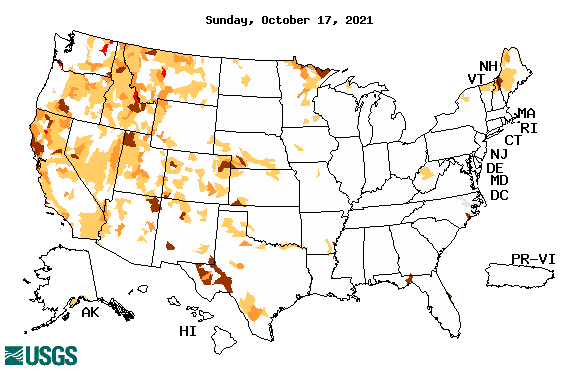 Sunday, October 17, 2021
NH
VT
MA
RI
CT
NJ
DE
MD
DC
PR-VI
AK
HI
USGS